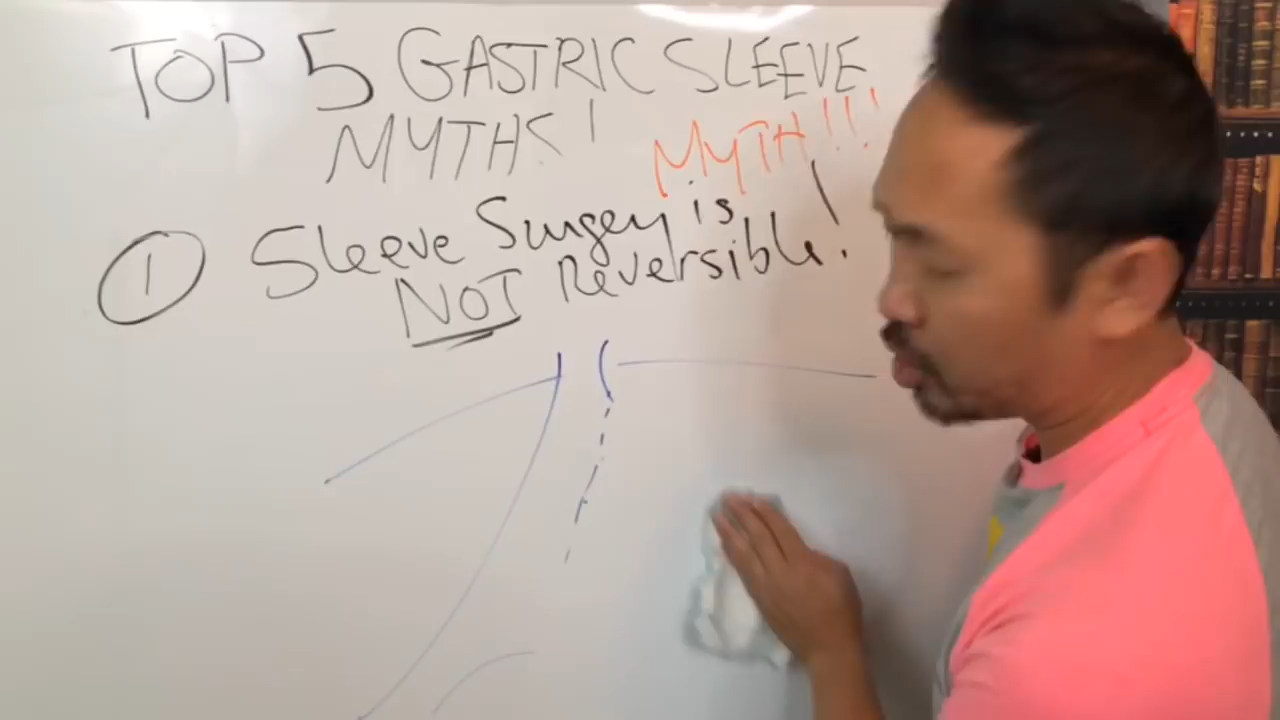 TOP 5 GASTRIC SLEEVE
MYTHS!
MYTH!!!
① Sleeve Surgery is
NOT Reversible!